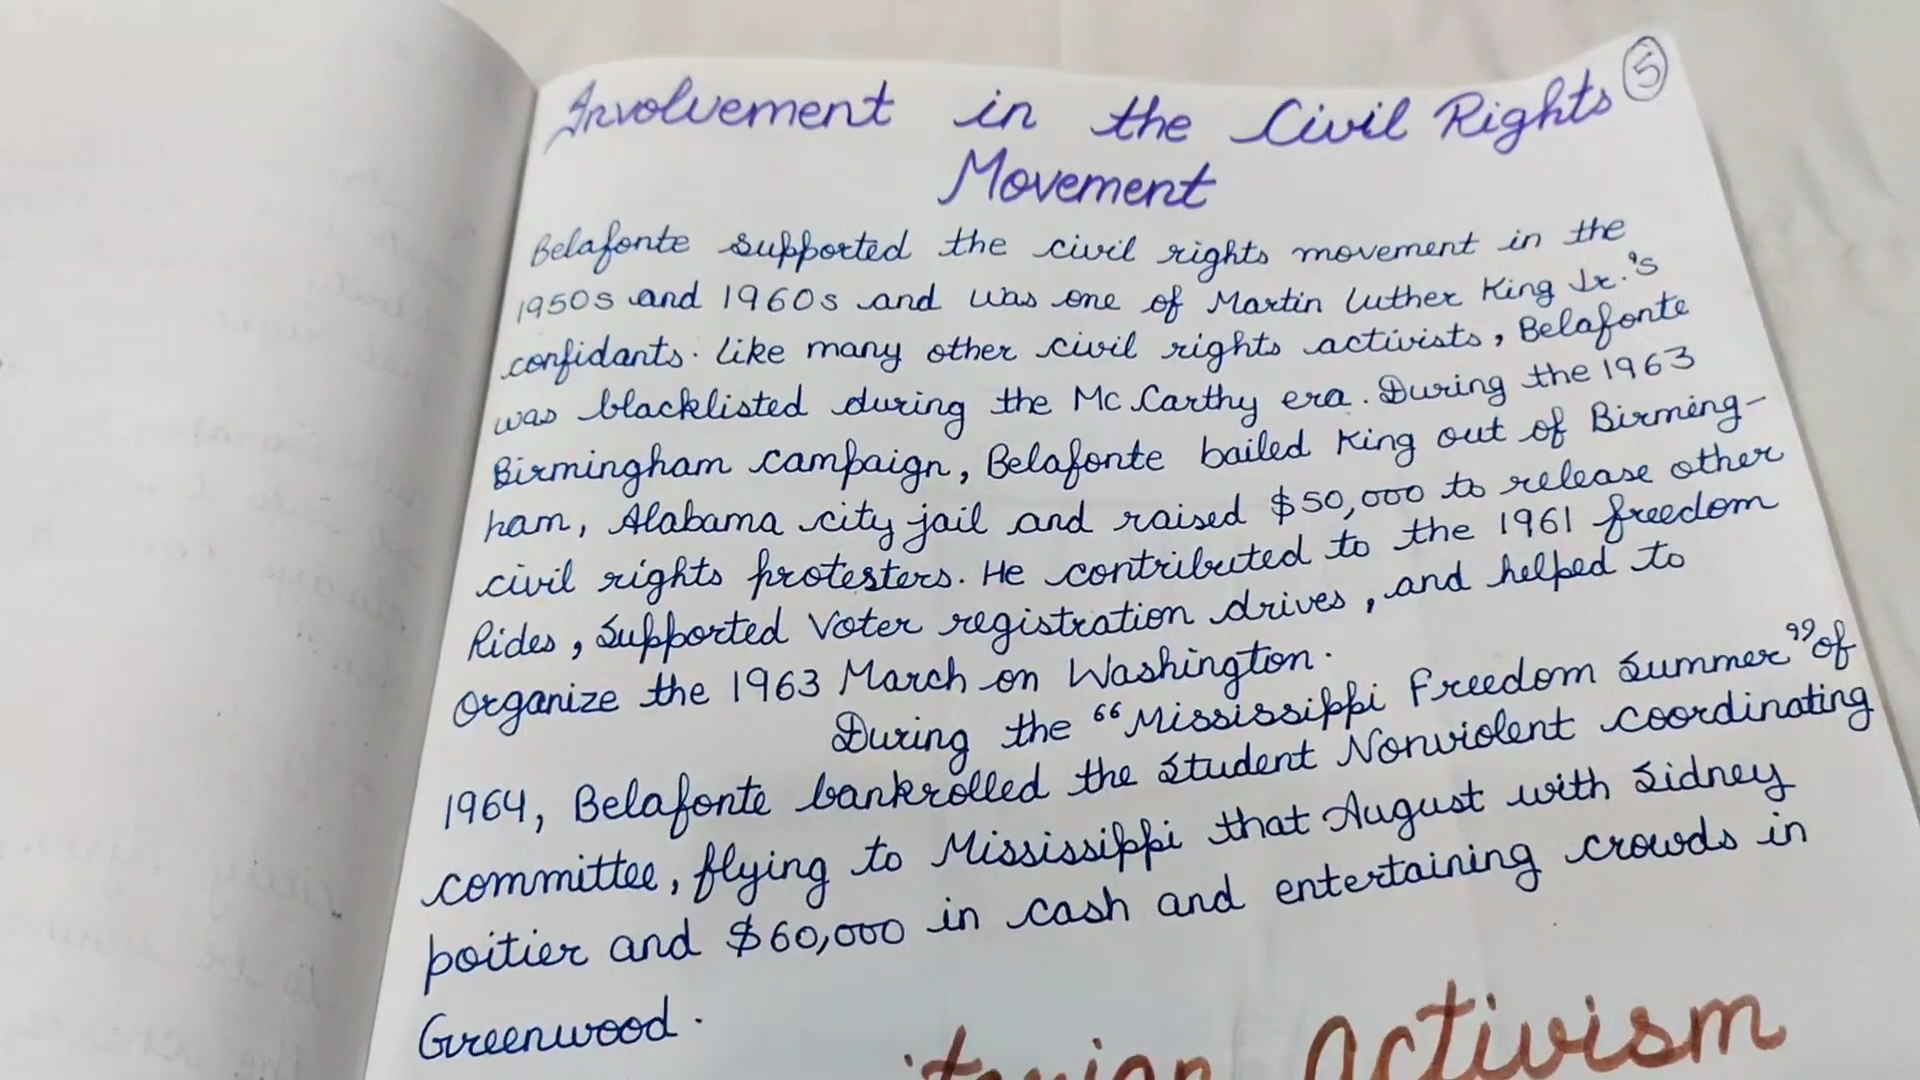 5
Involvement in the Civil Rights
Movement
Belafonte supported the civil rights movement in the
1950s and 1960s and was one of Martin Luther King Jr.'s
confidants. Like many other civil rights activists, Belafonte
was blacklisted during the McCarthy era. During the 1963
Birmingham campaign, Belafonte bailed King out of Birming-
ham, Alabama city jail and raised $50,000 to release other
civil rights protesters. He contributed to the 1961 freedom
Rides, Supported Voter registration drives, and helped to
Organize the 1963 March on Washington.
During the "Mississippi Freedom Summer" of
1964, Belafonte bankrolled the Student Nonviolent coordinating
committee, flying to Mississippi that August with Sidney
poitier and $60,000 in cash and entertaining crowds in
Greenwood.
Activism